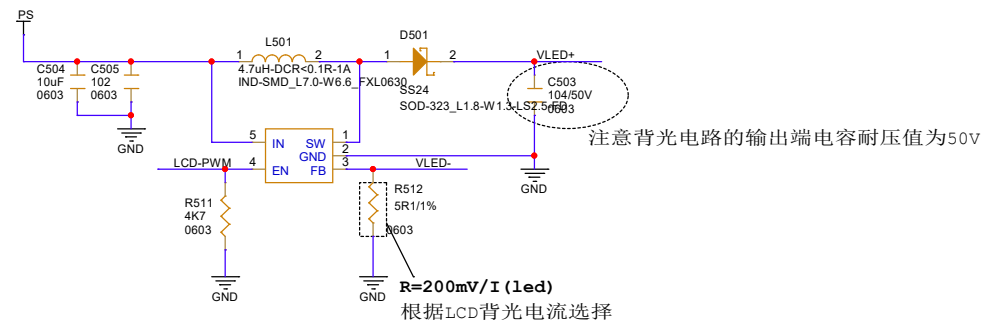 PS
L501
1
2
4.7uH-DCR<0.1R-1A
IND-SMD_L7.0-W6.6_FXL0630
D501
1
2
SS24
SOD-323_L1.8-W1.3-LS2.5-FD
VLED+
C504
10uF
0603
C505
102
0603
GND
C503
104/50V
0603
注意背光电路的输出端电容耐压值为50V
GND
5
IN
SW
1
GND
2
LCD-PWM
4
EN
FB
3
VLED-
R511
4K7
0603
GND
R512
5R1/1%
0603
GND
R=200mV/I(led)
根据LCD背光电流选择